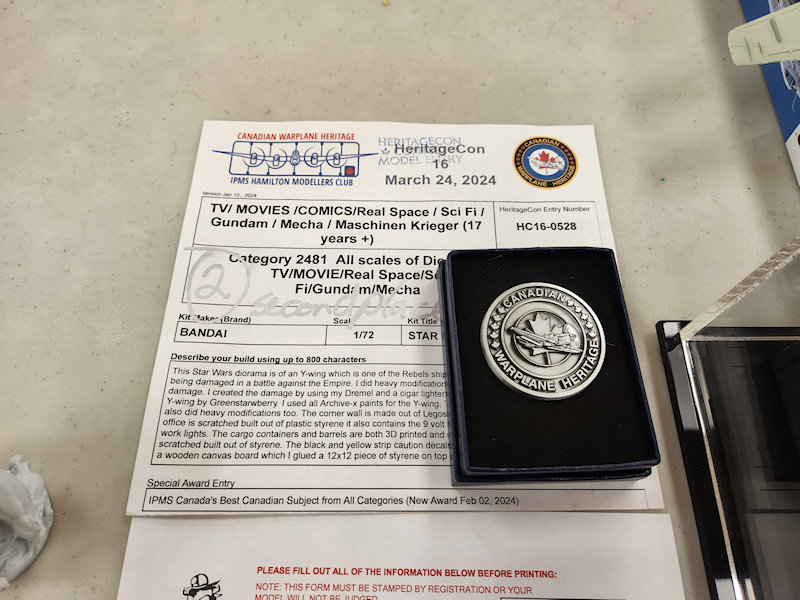 CANADIAN WARPLANE HERITAGE
IPMS HAMILTON MODELLERS CLUB
HERITAGECON
MODEL ENTRY
HeritageCon
16
March 24, 2024
CANADIAN
WARPLANE HERITAGE
Version Jan 12, 2024
TV/ MOVIES /COMICS/Real Space / Sci Fi /
Gundam / Mecha / Maschinen Krieger (17
years +)
HeritageCon Entry Number
HC16-0528
Category 2481 All scales of Dio
TV/MOVIE/Real Space/Sc
Fi/Gundam/Mecha
2 second place
Kit Maker (Brand)
Scal
Kit Title
BANDAI
1/72
STAR
Describe your build using up to 800 characters
This Star Wars diorama is of an Y-wing which is one of the Rebels ship
being damaged in a battle against the Empire. I did heavy modification
damage. I created the damage by using my Dremel and a cigar lighter
Y-wing by Greenstarwberry. I used all Archive-x paints for the Y-wing. T
also did heavy modifications too. The corner wall is made out of Legos
office is scratched built out of plastic styrene it also contains the 9 volt
work lights. The cargo containers and barrels are both 3D printed and s
scratched built out of styrene. The black and yellow strip caution decals
a wooden canvas board which I glued a 12x12 piece of styrene on top
CANADIAN
WARPLANE HERITAGE
Special Award Entry
IPMS Canada's Best Canadian Subject from All Categories (New Award Feb 02, 2024)
PLEASE FILL OUT ALL OF THE INFORMATION BELOW BEFORE PRINTING:
NOTE: THIS FORM MUST BE STAMPED BY REGISTRATION OR YOUR
MODEL WILL NOT BE JUDGED